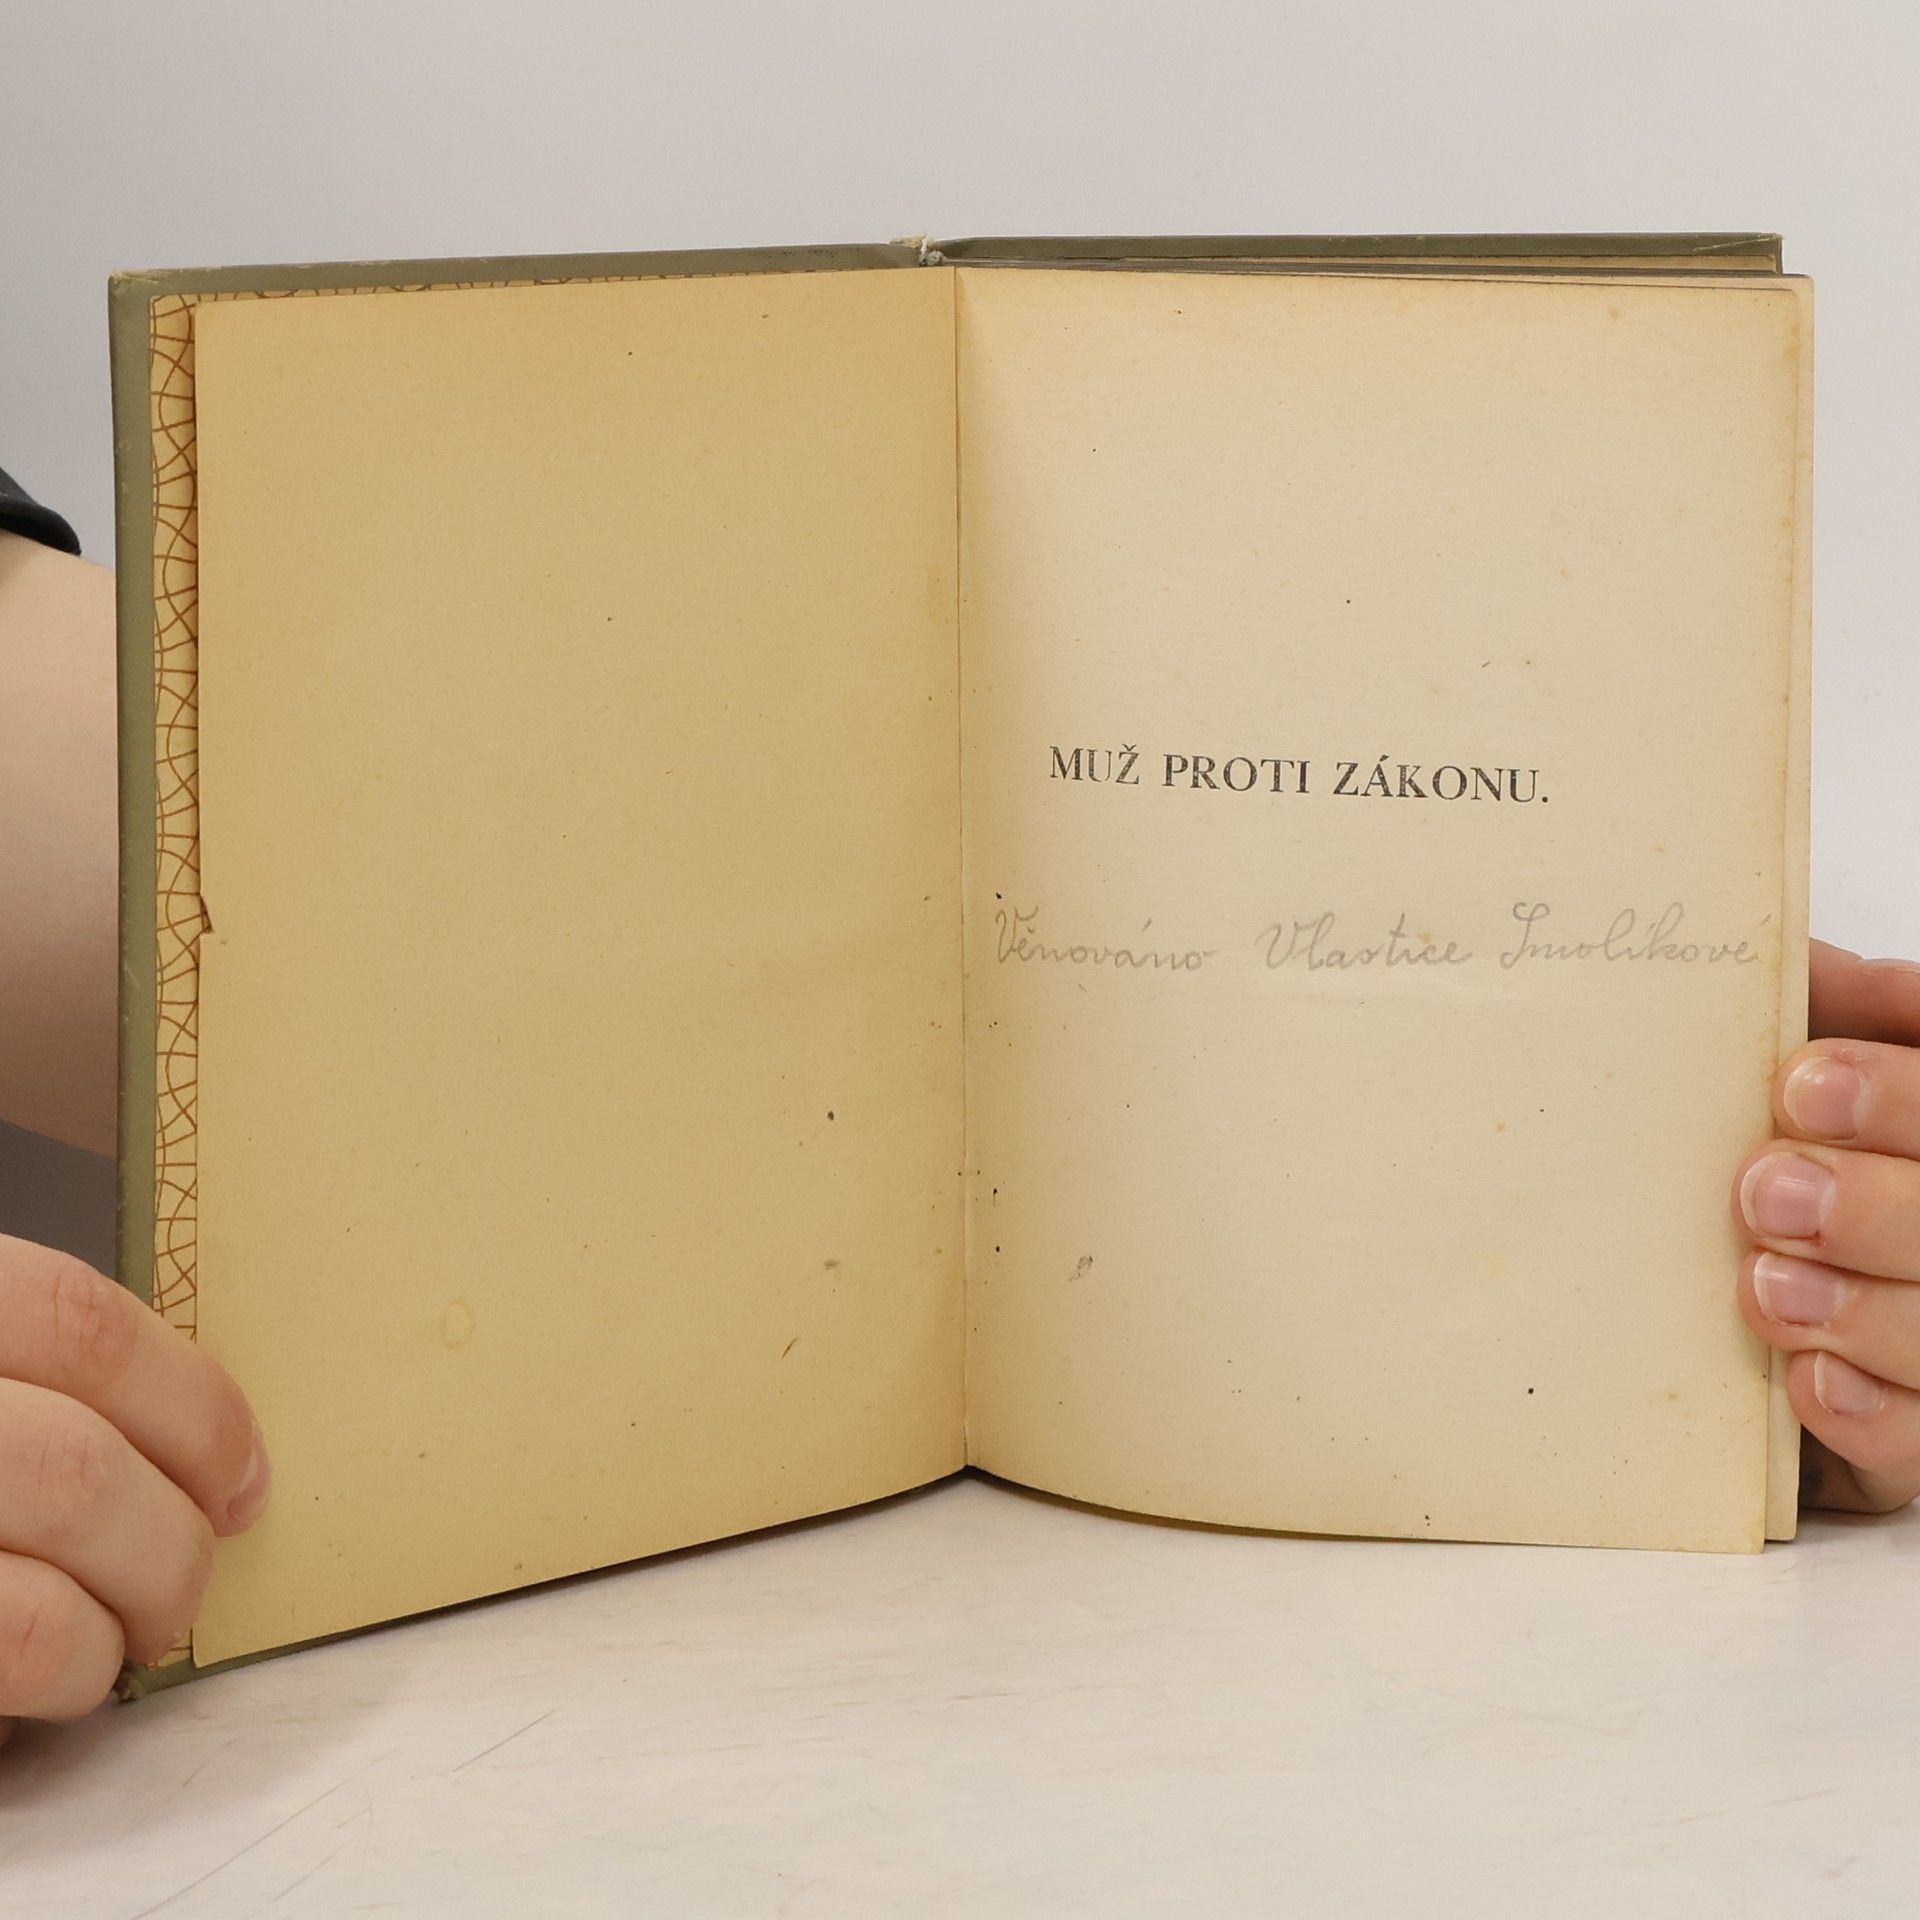 MUŽ PROTI ZÁKONU.
Věnováno Vlastice Smolíkové